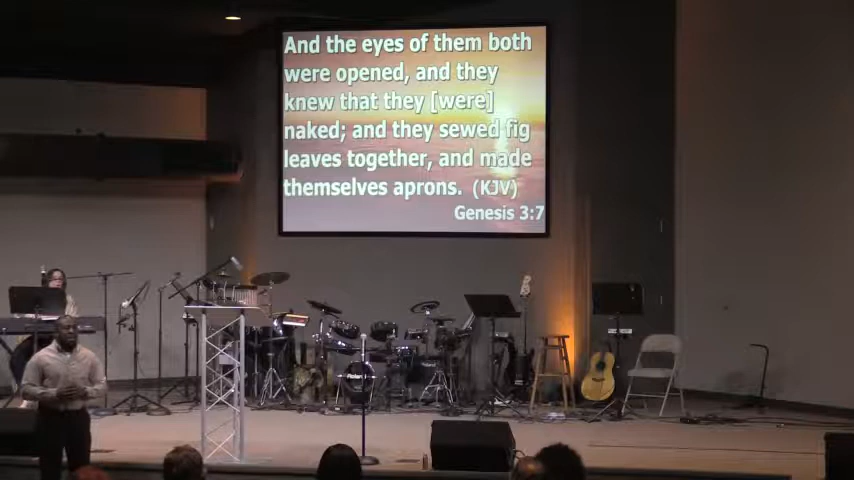 And the eyes of them both
were opened, and they
knew that they [were]
naked; and they sewed fig
leaves together, and made
themselves aprons. (KJV)
Genesis 3:7
Roland